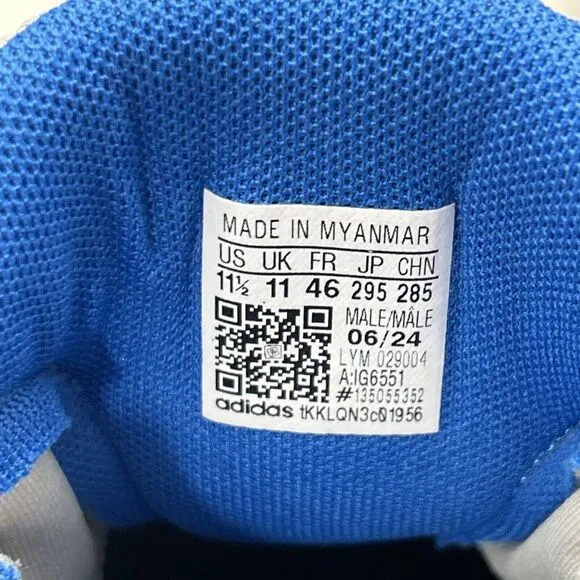 MADE IN MYANMAR
US UK FR JP CHN
11½ 11 46 295 285
MALE/MÂLE
06/24
LYM 029004
A:IG6551
#135055352
adidas tKKLQN3c01956